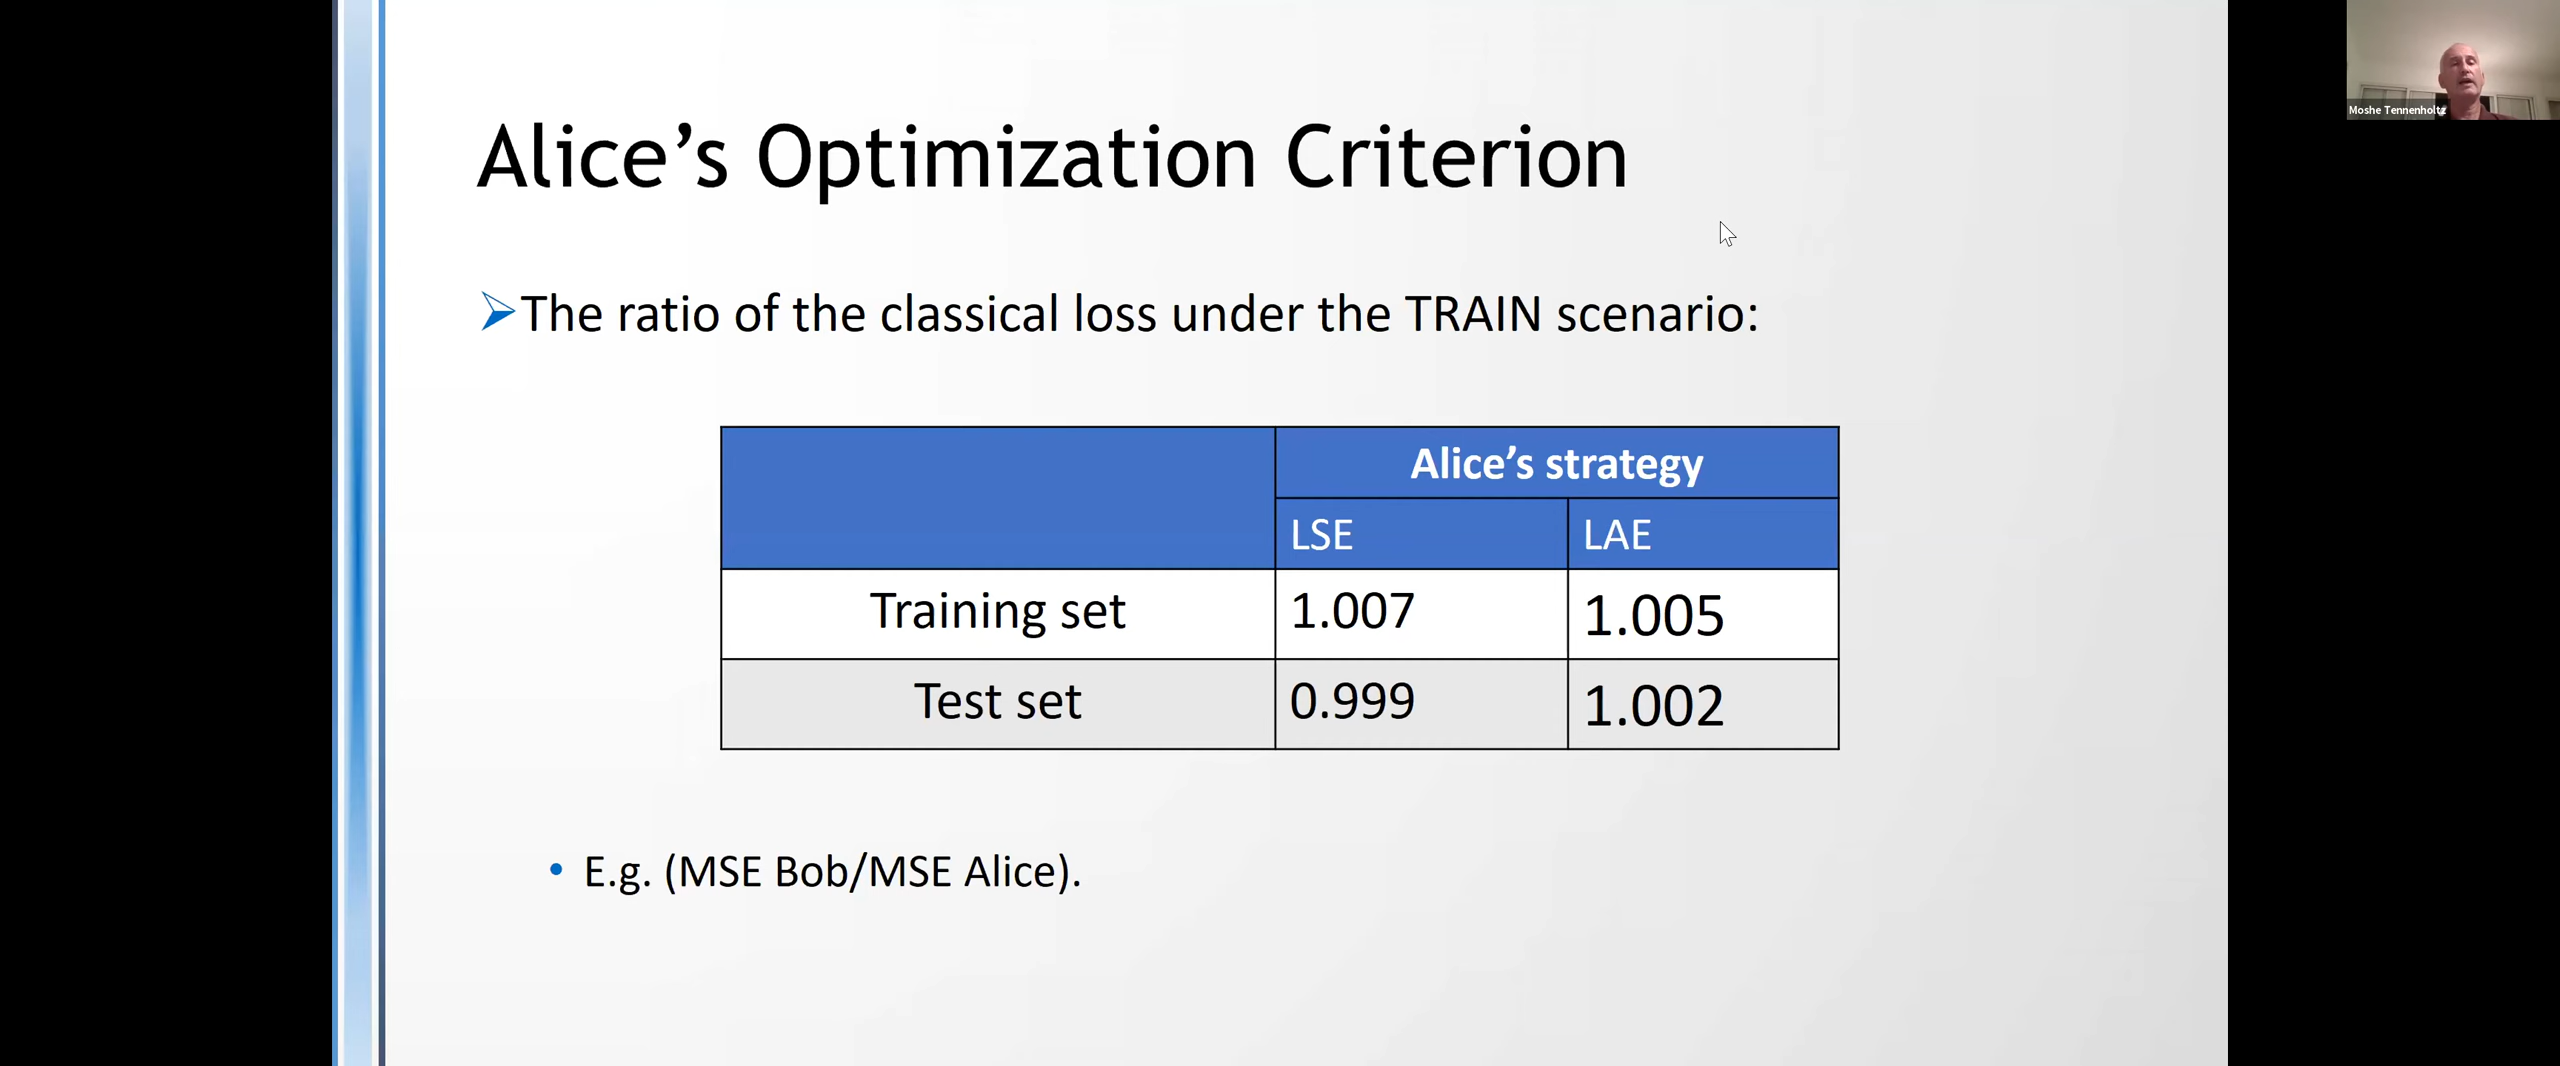 Alice’s Optimization Criterion
The ratio of the classical loss under the TRAIN scenario:
Alice’s strategy
LSE LAE
Training set 1.007 1.005
Test set 0.999 1.002
E.g. (MSE Bob/MSE Alice).
Moshe Tennenholtz